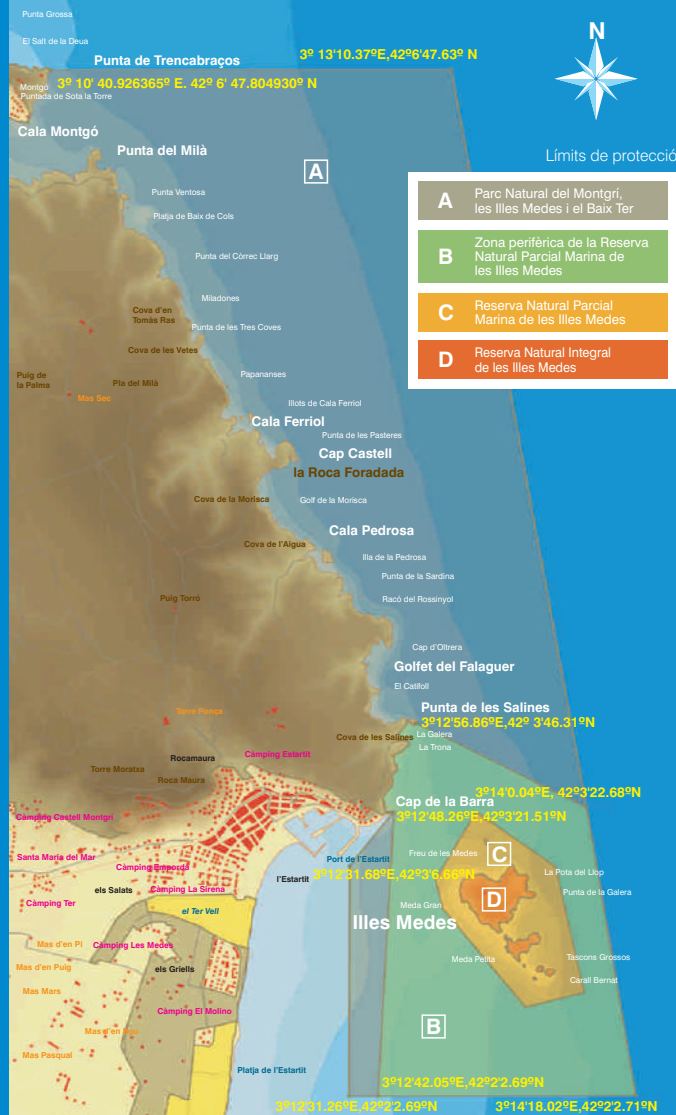 Punta Grossa
El Salt de la Deua
N
Punta de Trencabraços
3º 13'10.37ºE,42º6'47.63º N
Montgó
3º 10' 40.926365º E. 42º 6' 47.804930º N
Puntada de Sota la Torre
Cala Montgó
Punta del Milà
Límits de protecció
A
A
Parc Natural del Montgrí,
les Illes Medes i el Baix Ter
B
Zona perifèrica de la Reserva
Natural Parcial Marina de
les Illes Medes
C
Reserva Natural Parcial
Marina de les Illes Medes
D
Reserva Natural Integral
de les Illes Medes
Punta Ventosa
Platja de Baix de Cols
Punta del Còrrec Llarg
Miladones
Cova d'en
Tomàs Ras
Punta de les Tres Coves
Cova de les Vetes
Puig de
la Palma
Pla del Milà
Papananses
Mas Sec
Illots de Cala Ferriol
Cala Ferriol
Punta de les Pasteres
Cap Castell
la Roca Foradada
Cova de la Morisca
Golf de la Morisca
Cala Pedrosa
Cova de l'Aigua
Illa de la Pedrosa
Punta de la Sardina
Puig Torró
Racó del Rossinyol
Cap d'Oltrera
Golfet del Falaguer
El Catifoll
Punta de les Salines
Torre Ponça
3º12'56.86ºE,42º 3'46.31ºN
Cova de les Salines
La Galera
La Trona
Rocamaura
Càmping Estartit
Torre Moratxa
Roca Maura
3º14'0.04ºE, 42º3'22.68ºN
Cap de la Barra
3º12'48.26ºE,42º3'21.51ºN
Càmping Castell Montgrí
Santa Maria del Mar
Port de l'Estartit
Freu de les Medes
C
Càmping Empordà
l'Estartit
3º12'31.68ºE,42º3'6.66ºN
La Pota del Llop
els Salats
Càmping La Sirena
Punta de la Galera
D
Càmping Ter
el Ter Vell
Meda Gran
Illes Medes
Mas d'en Pi
Càmping Les Medes
Meda Petita
Tascons Grossos
Mas d'en Puig
els Griells
Carall Bernat
Mas Mars
Càmping El Molino
B
Mas Pasqual
Platja de l'Estartit
3º12'42.05ºE,42º2'2.69ºN
3º12'31.26ºE,42º2'2.69ºN
3º14'18.02ºE,42º2'2.71ºN